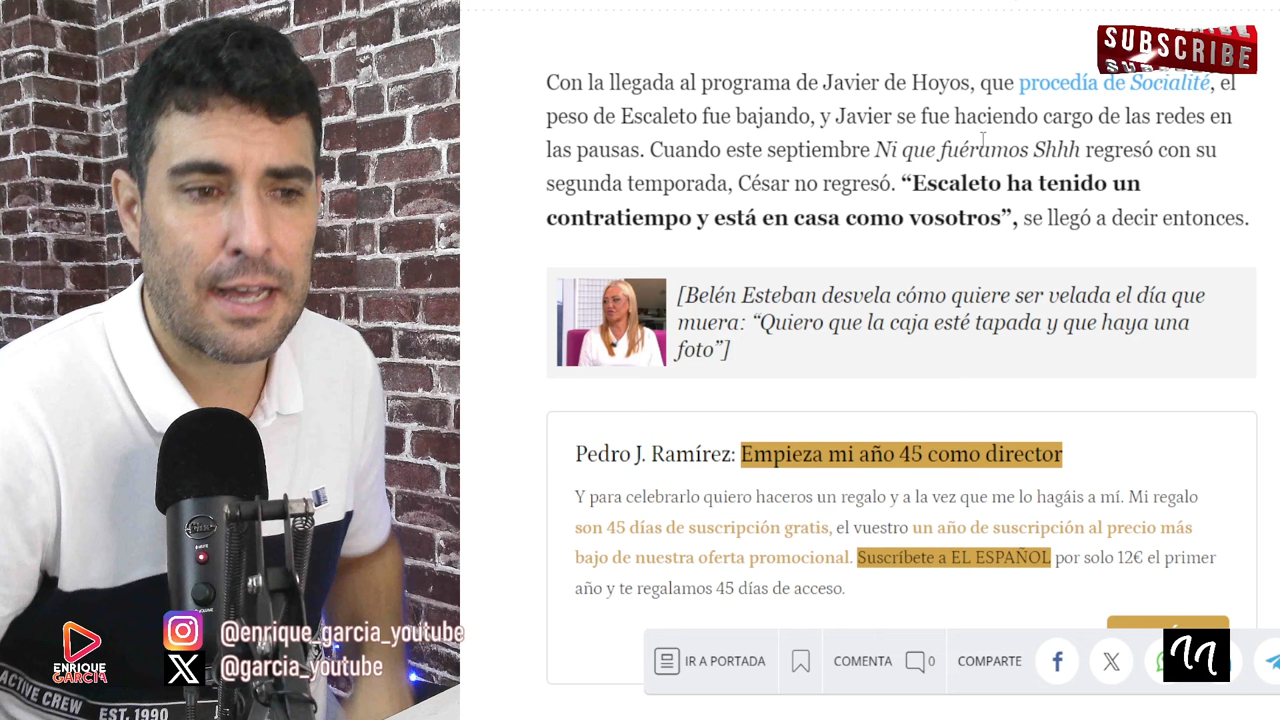 SUBSCRIBE
Con la llegada al programa de Javier de Hoyos, que procedía de Socialité, el
peso de Escaleto fue bajando, y Javier se fue haciendo cargo de las redes en
las pausas. Cuando este septiembre Ni que fuéramos Shhh regresó con su
segunda temporada, César no regresó. “Escaleto ha tenido un
contratiempo y está en casa como vosotros”, se llegó a decir entonces.
[Belén Esteban desvela cómo quiere ser velada el día que
muera: “Quiero que la caja esté tapada y que haya una
foto”]
Pedro J. Ramírez: Empieza mi año 45 como director
Y para celebrarlo quiero haceros un regalo y a la vez que me lo hagáis a mí. Mi regalo
son 45 días de suscripción gratis, el vuestro un año de suscripción al precio más
bajo de nuestra oferta promocional. Suscríbete a EL ESPAÑOL por solo 12€ el primer
año y te regalamos 45 días de acceso.
IR A PORTADA
COMENTA 0
COMPARTE
@enrique_garcia_youtube
@garcia_youtube
ENRIQUE
GARCIA
ACTIVE CREW
EST. 1990